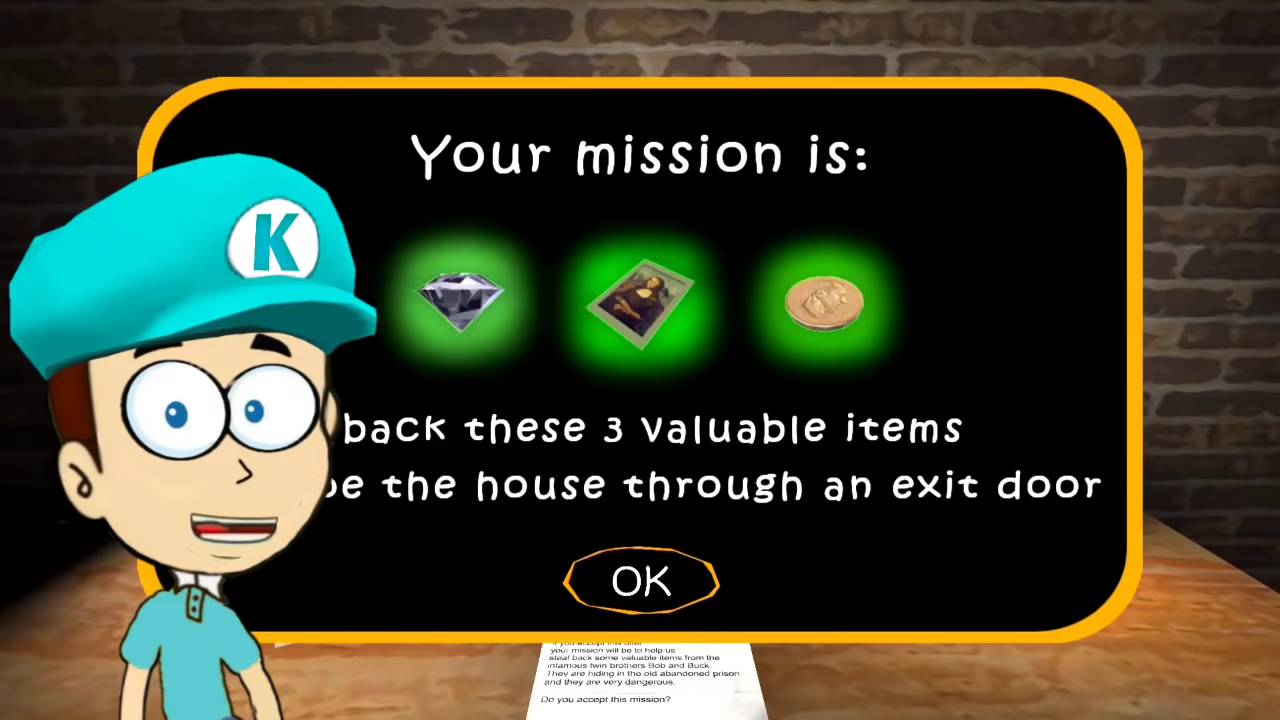 Your mission is:
K
back these 3 valuable items
the house through an exit door
OK
your mission will be to help us
steal back some valuable items from the
infamous twin brothers Bob and Buck.
They are hiding in the old abandoned prison
and they are very dangerous.
Do you accept this mission?